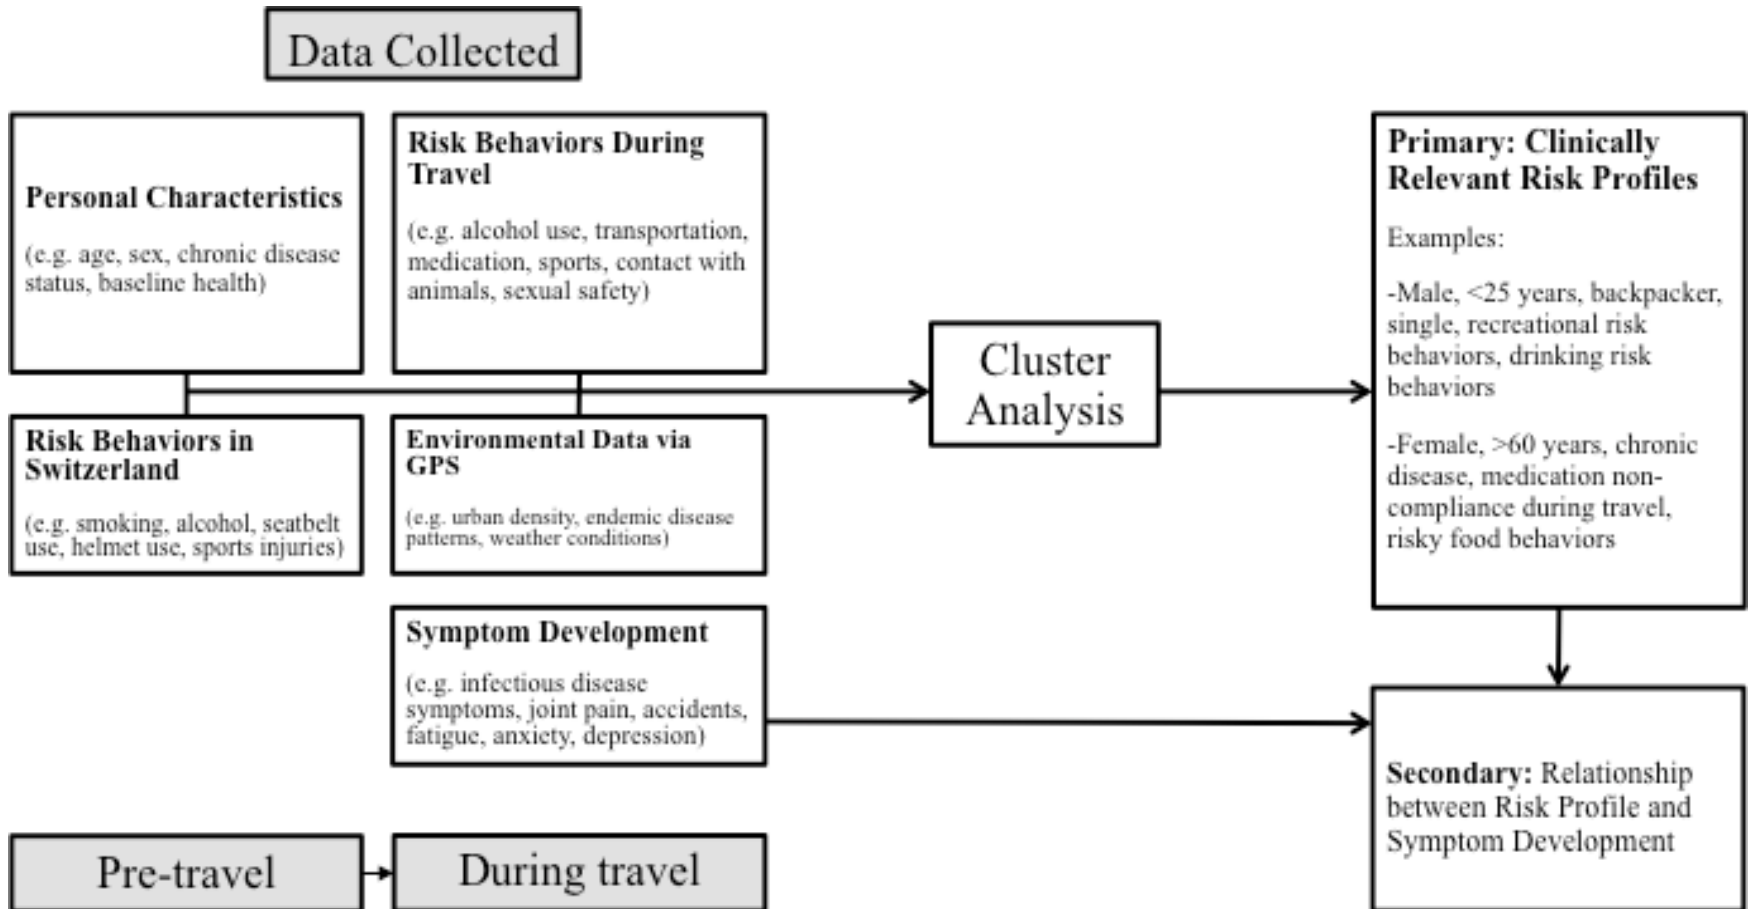 Data Collected
Personal Characteristics
(e.g. age, sex, chronic disease
status, baseline health)
Risk Behaviors During
Travel
(e.g. alcohol use, transportation,
medication, sports, contact with
animals, sexual safety)
Risk Behaviors in
Switzerland
(e.g. smoking, alcohol, seatbelt
use, helmet use, sports injuries)
Environmental Data via
GPS
(e.g. urban density, endemic disease
patterns, weather conditions)
Symptom Development
(e.g. infectious disease
symptoms, joint pain, accidents,
fatigue, anxiety, depression)
Pre-travel
During travel
Cluster
Analysis
Primary: Clinically
Relevant Risk Profiles
Examples:
-Male, <25 years, backpacker,
single, recreational risk
behaviors, drinking risk
behaviors
-Female, >60 years, chronic
disease, medication non-
compliance during travel,
risky food behaviors
Secondary: Relationship
between Risk Profile and
Symptom Development